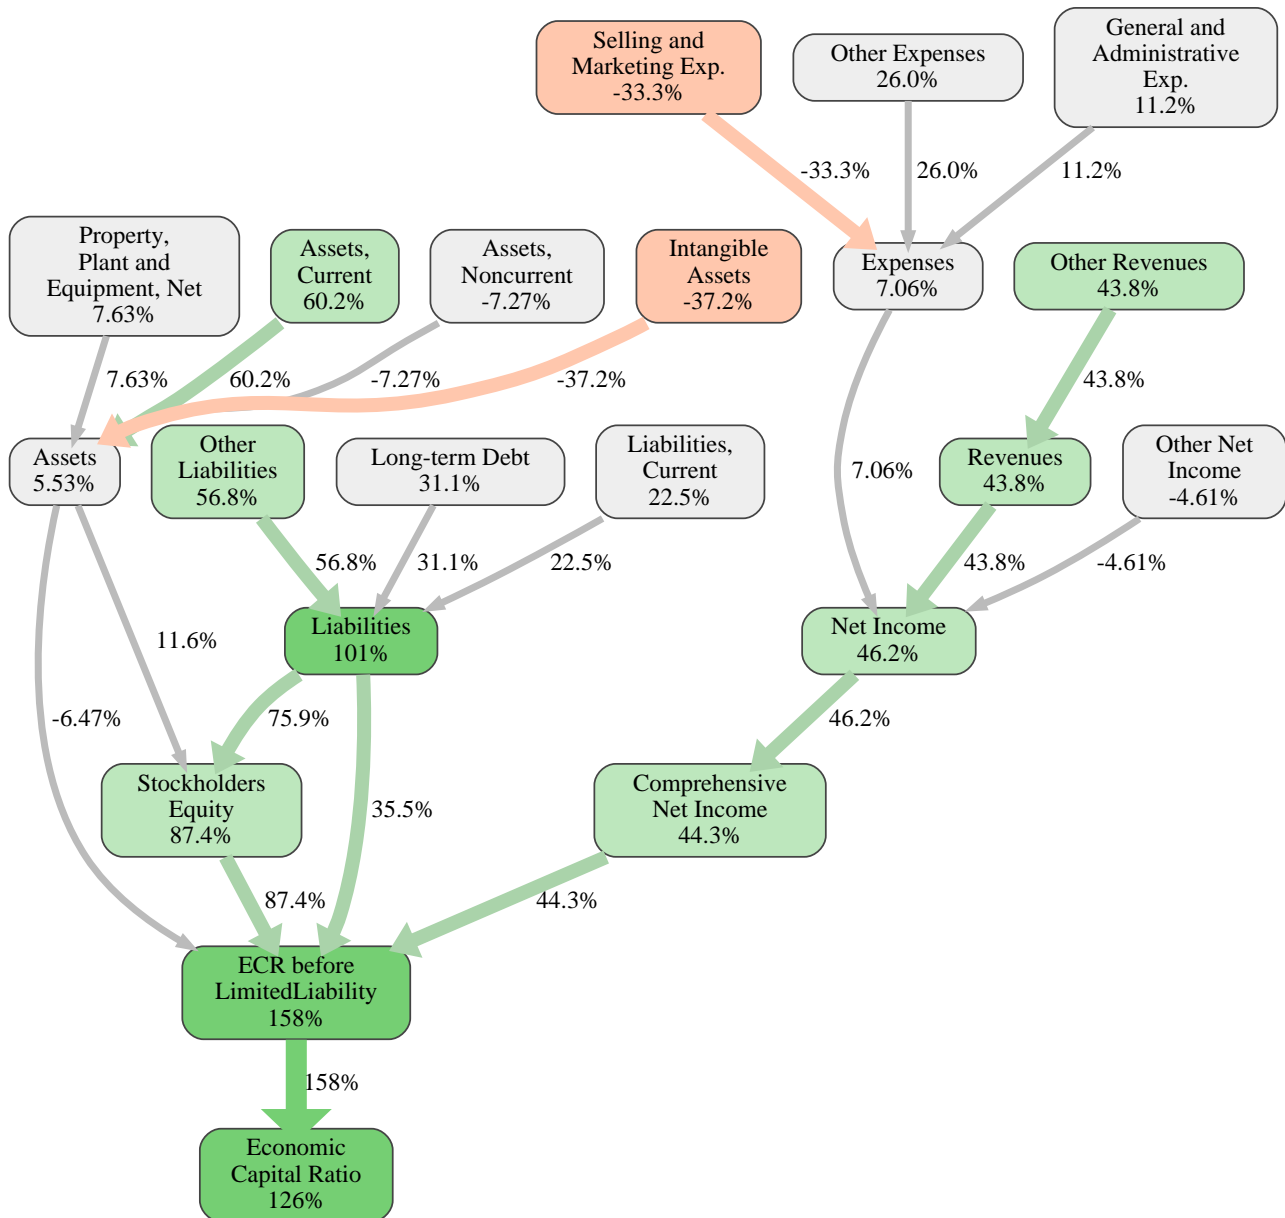 Selling and
Marketing Exp.
-33.3%
Other Expenses
26.0%
General and
Administrative
Exp.
11.2%
-33.3%
26.0%
11.2%
Property,
Plant and
Equipment, Net
7.63%
Assets,
Current
60.2%
Assets,
Noncurrent
-7.27%
Intangible
Assets
-37.2%
Expenses
7.06%
Other Revenues
43.8%
7.63%
60.2%
-7.27%
-37.2%
43.8%
Assets
5.53%
Other
Liabilities
56.8%
Long-term Debt
31.1%
Liabilities,
Current
22.5%
7.06%
Revenues
43.8%
Other Net
Income
-4.61%
56.8%
31.1%
22.5%
43.8%
-4.61%
11.6%
Liabilities
101%
Net Income
46.2%
-6.47%
75.9%
46.2%
Stockholders
Equity
87.4%
35.5%
Comprehensive
Net Income
44.3%
87.4%
44.3%
ECR before
LimitedLiability
158%
158%
Economic
Capital Ratio
126%